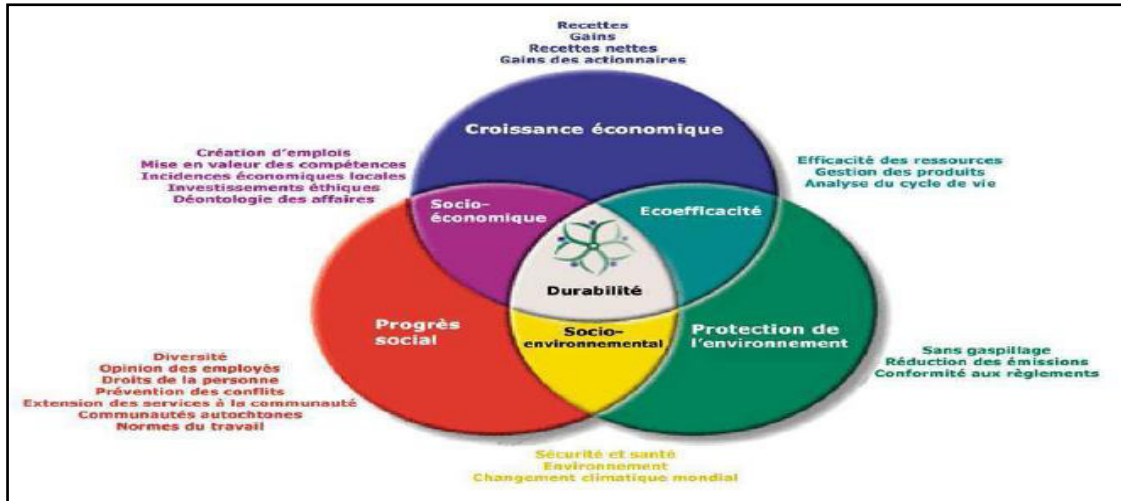 Recettes
Gains
Recettes nettes
Gains des actionnaires
Croissance économique
Création d'emplois
Mise en valeur des compétences
Incidences économiques locales
Investissements éthiques
Déontologie des affaires
Efficacité des ressources
Gestion des produits
Analyse du cycle de vie
Socio-
économique
Ecoefficacité
Durabilité
Progrès
social
Socio-
environnemental
Protection de
l'environnement
Diversité
Opinion des employés
Droits de la personne
Prévention des conflits
Extension des services à la communauté
Communautés autochtones
Normes du travail
Sans gaspillage
Réduction des émissions
Conformité aux règlements
Sécurité et santé
Environnement
Changement climatique mondial